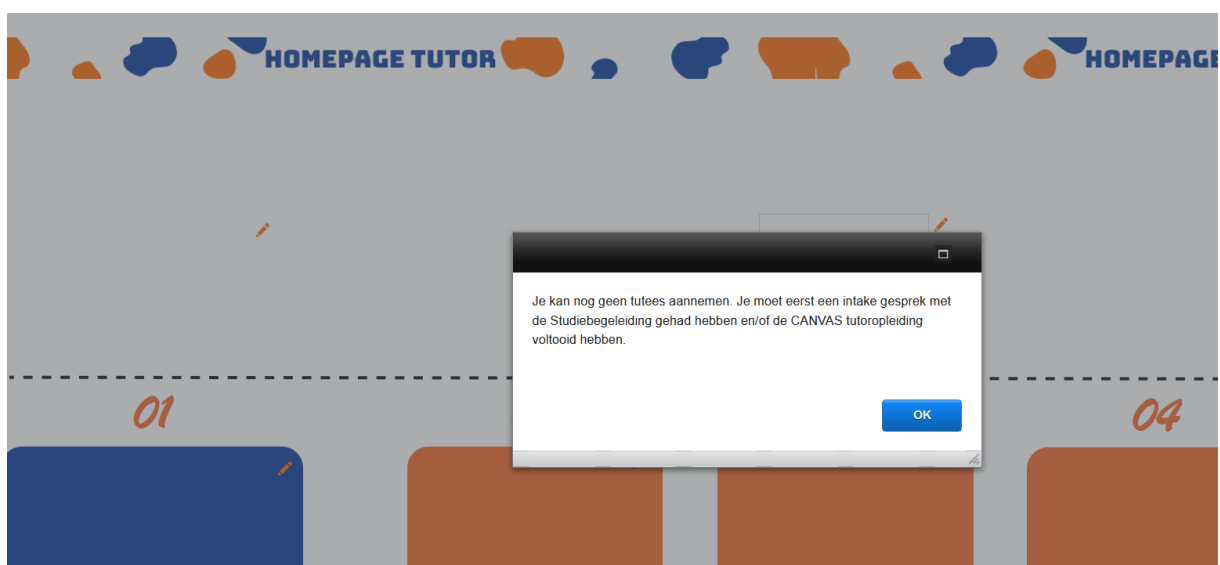 HOMEPAGE TUTOR
HOMEPAGE
Je kan nog geen tutees aannemen. Je moet eerst een intake gesprek met
de Studiebegeleiding gehad hebben en/of de CANVAS tutoropleiding
voltooid hebben.
OK
01
04